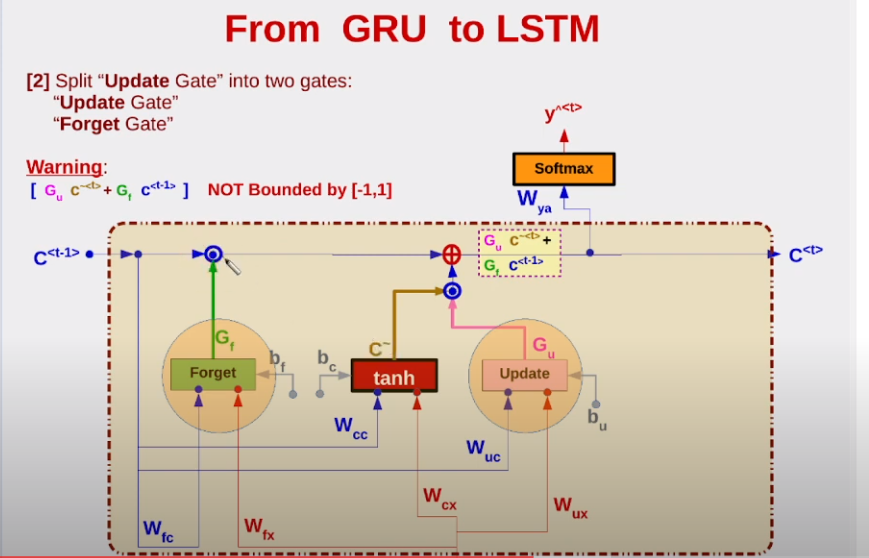 From GRU to LSTM
[2] Split “Update Gate” into two gates:
“Update Gate”
“Forget Gate”
Warning:
[ Gu c~<t> + Gf c<t-1> ] NOT Bounded by [-1,1]
y^<t>
Softmax
Wya
C<t-1>
Gu c~<t> +
Gf c<t-1>
C<t>
Gf
bf
bc
C~
Gu
Forget
tanh
Update
bu
Wcc
Wuc
Wcx
Wux
Wfc
Wfx